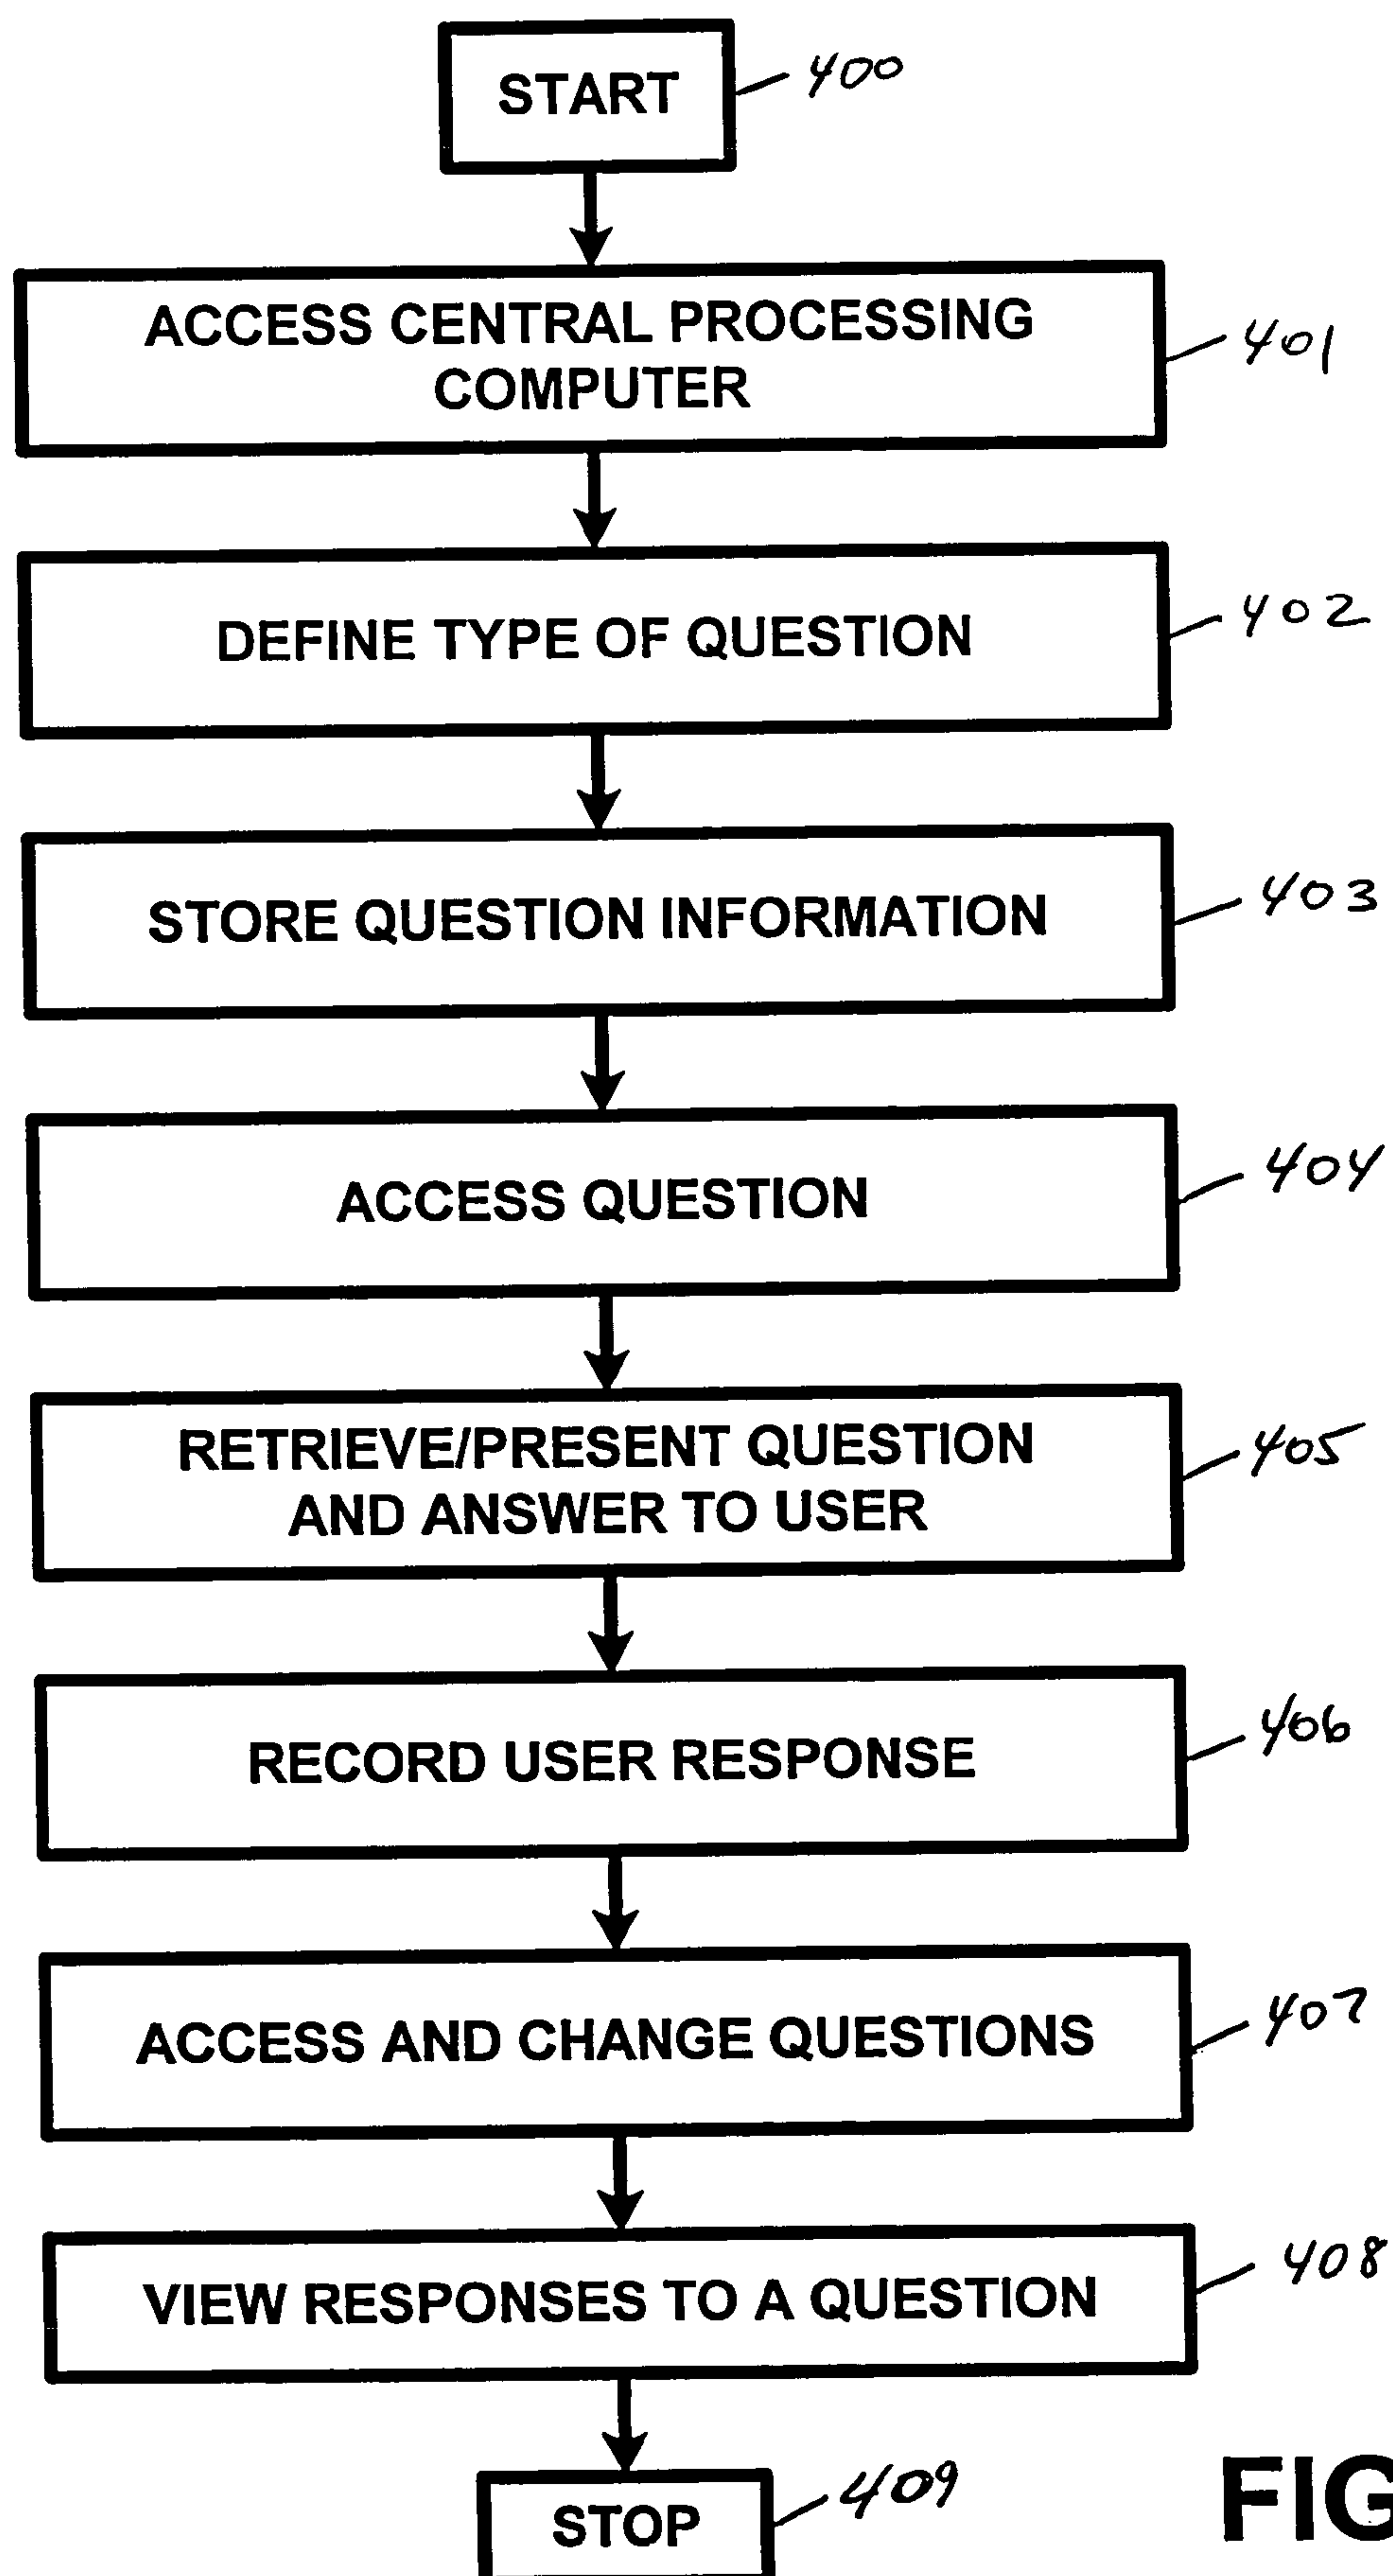 START
400
ACCESS CENTRAL PROCESSING
COMPUTER
401
DEFINE TYPE OF QUESTION
402
STORE QUESTION INFORMATION
403
ACCESS QUESTION
404
RETRIEVE/PRESENT QUESTION
AND ANSWER TO USER
405
RECORD USER RESPONSE
406
ACCESS AND CHANGE QUESTIONS
407
VIEW RESPONSES TO A QUESTION
408
STOP
409
FIG